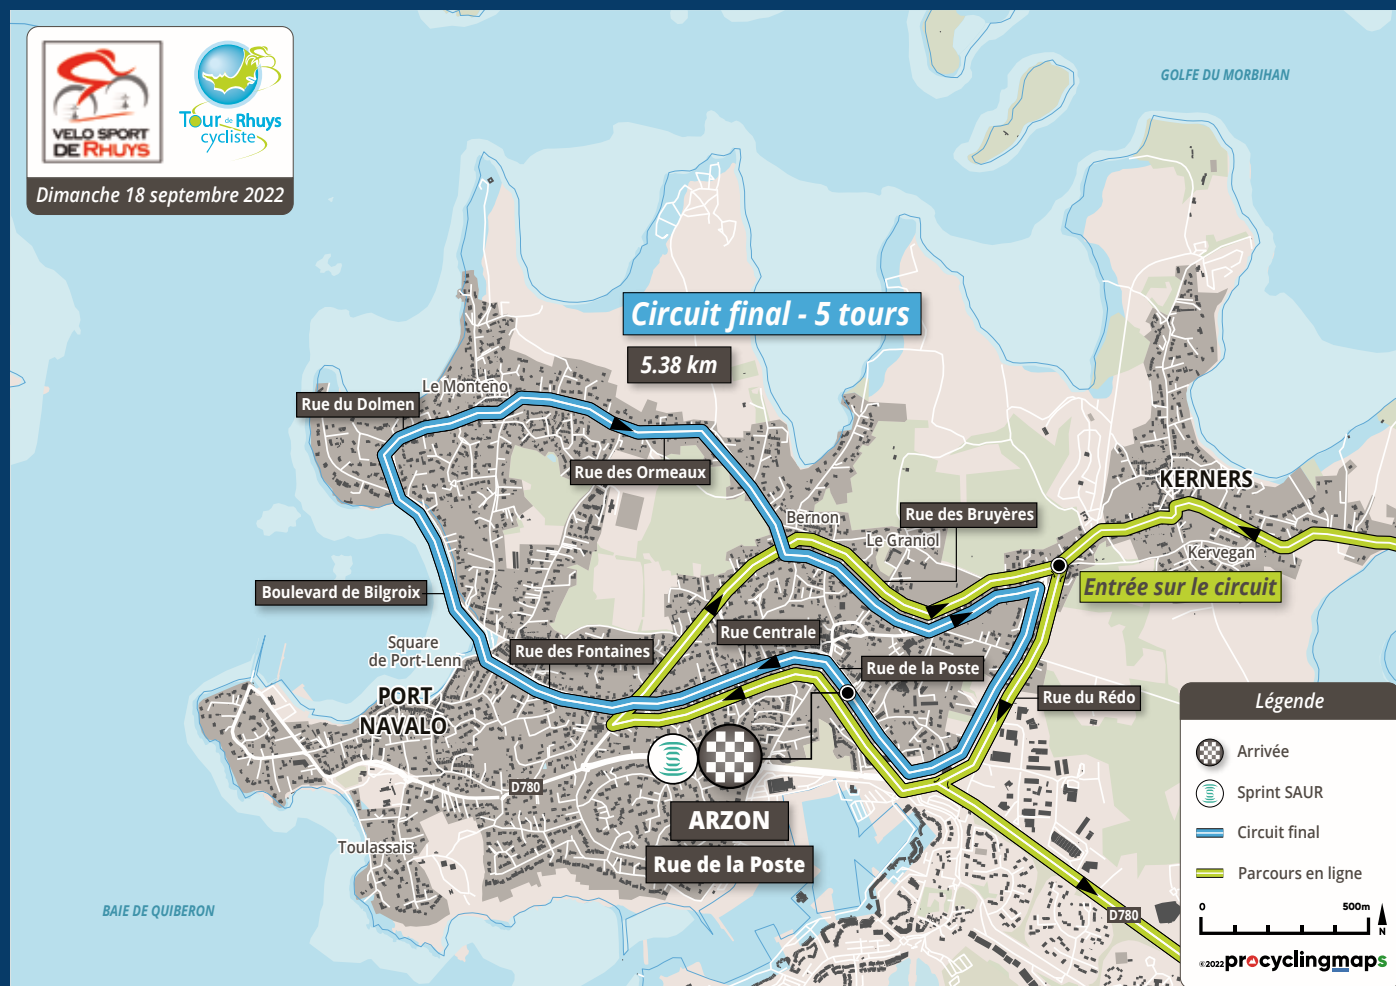 VELO SPORT
DE RHUYS
Tour de Rhuys
cycliste
Dimanche 18 septembre 2022
GOLFE DU MORBIHAN
Circuit final - 5 tours
5.38 km
Le Monteno
Rue du Dolmen
Rue des Ormeaux
KERNERS
Bernon
Rue des Bruyères
Le Graniol
Kervegan
Entrée sur le circuit
Boulevard de Bilgroix
Square
de Port-Lenn
Rue Centrale
Rue des Fontaines
Rue de la Poste
PORT
NAVALO
Rue du Rédo
D780
ARZON
Rue de la Poste
Toulassais
BAIE DE QUIBERON
D780
Légende
Arrivée
Sprint SAUR
Circuit final
Parcours en ligne
0 500m
N
©2022 procyclingmaps